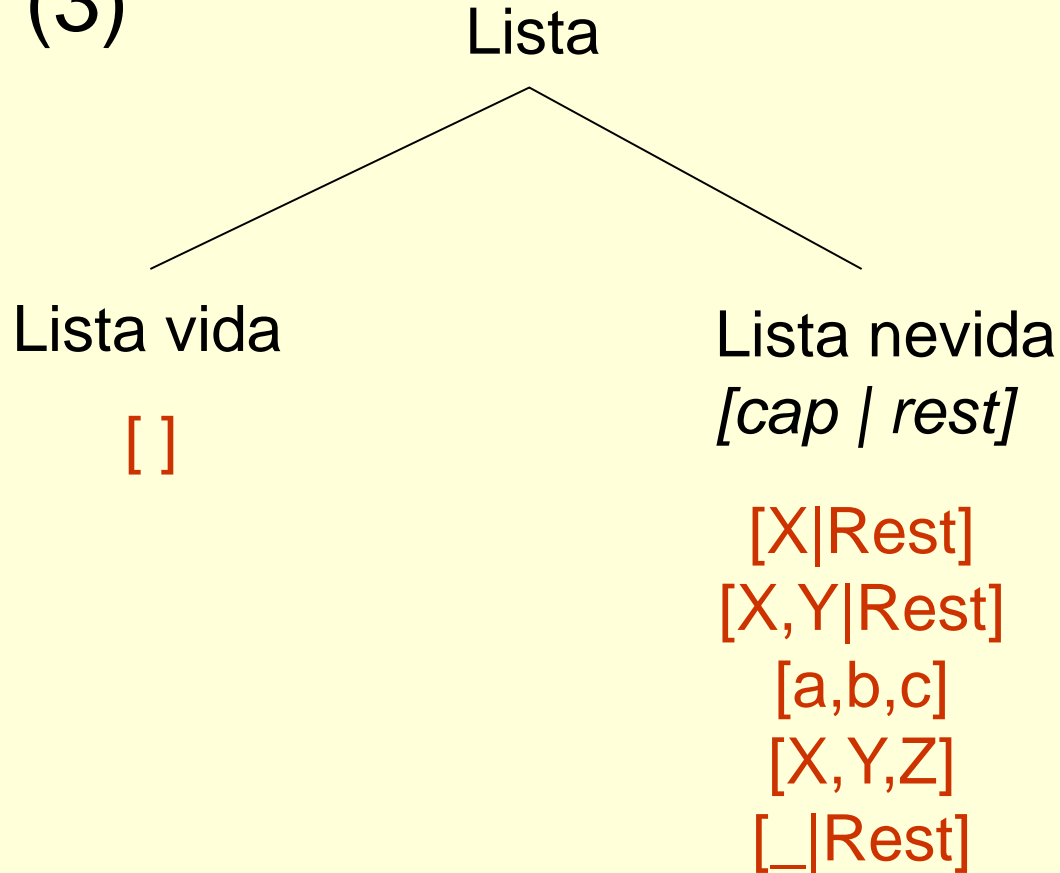 (3)
Lista
Lista vida
[ ]
Lista nevida
[cap | rest]
[X|Rest]
[X,Y|Rest]
[a,b,c]
[X,Y,Z]
[_|Rest]